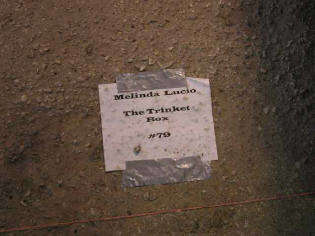 Melinda Lucio
The Trinket
Box
#79